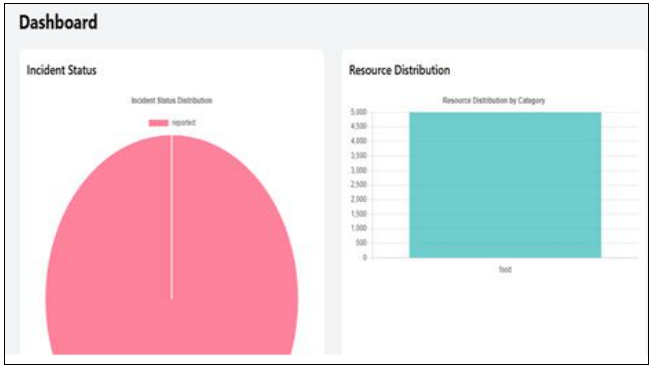 Dashboard
Incident Status
Incident Status Distribution
reported
Resource Distribution
Resource Distribution by Category
5,000
4,500
4,000
3,500
3,000
2,500
2,000
1,500
1,000
500
0
food